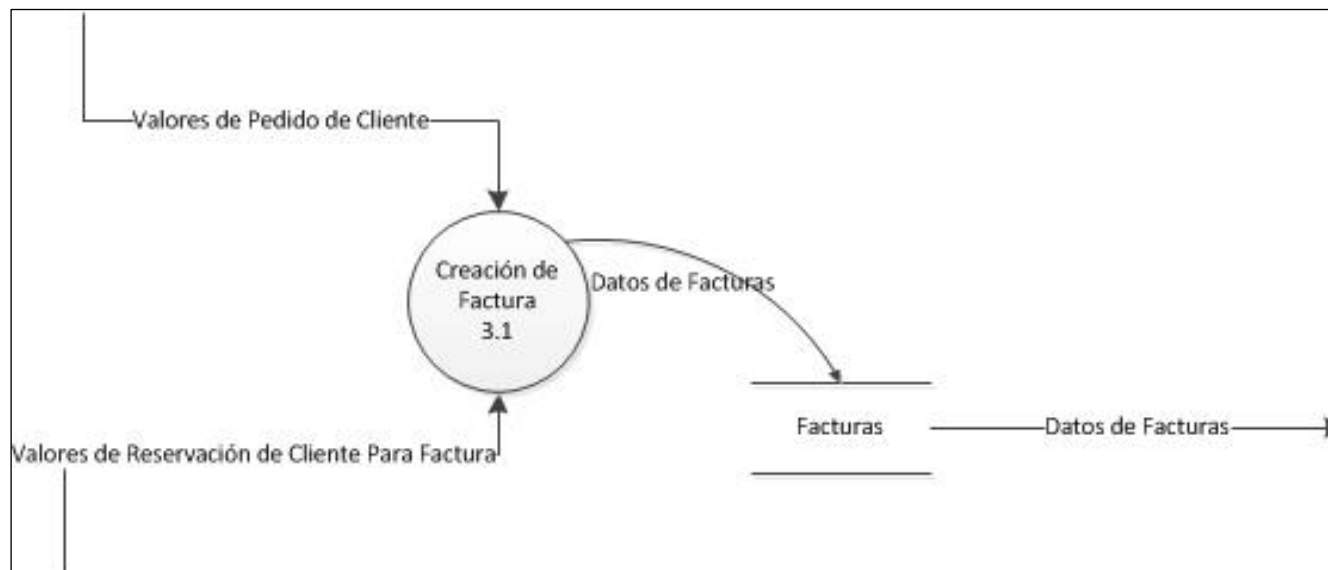 Valores de Pedido de Cliente
Creación de
Factura
3.1
Datos de Facturas
Valores de Reservación de Cliente Para Factura
Facturas
Datos de Facturas